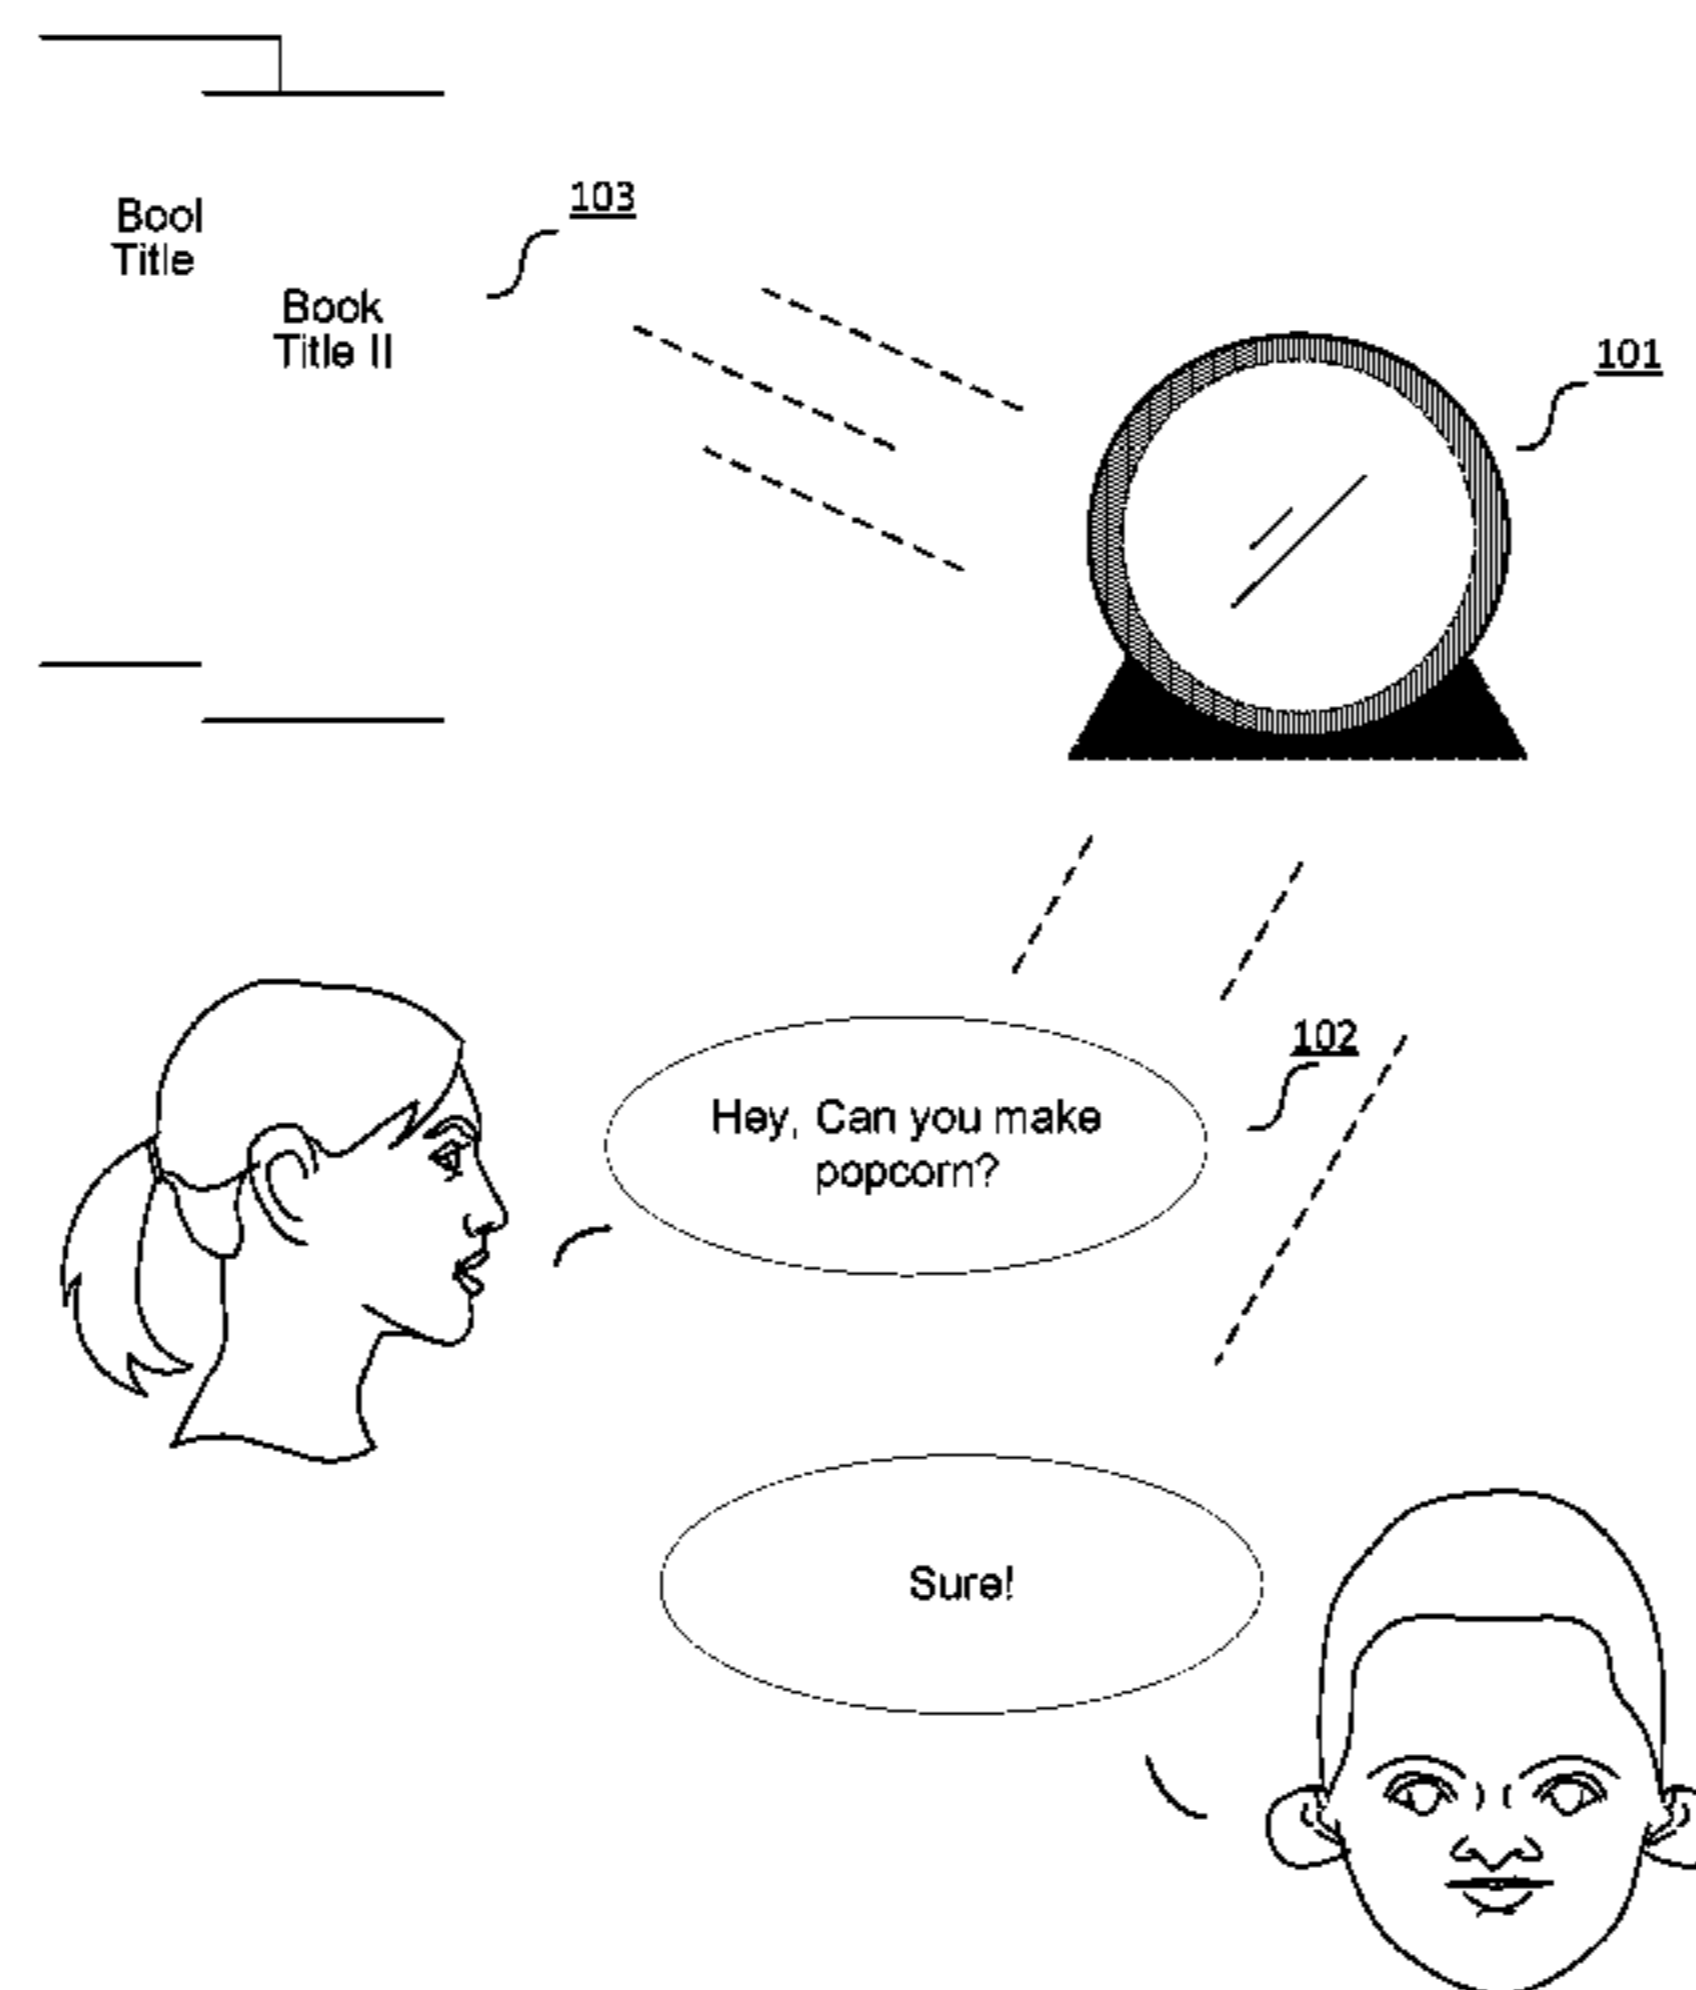 103
Bool
Title
Book
Title II
101
102
Hey, Can you make
popcorn?
Sure!